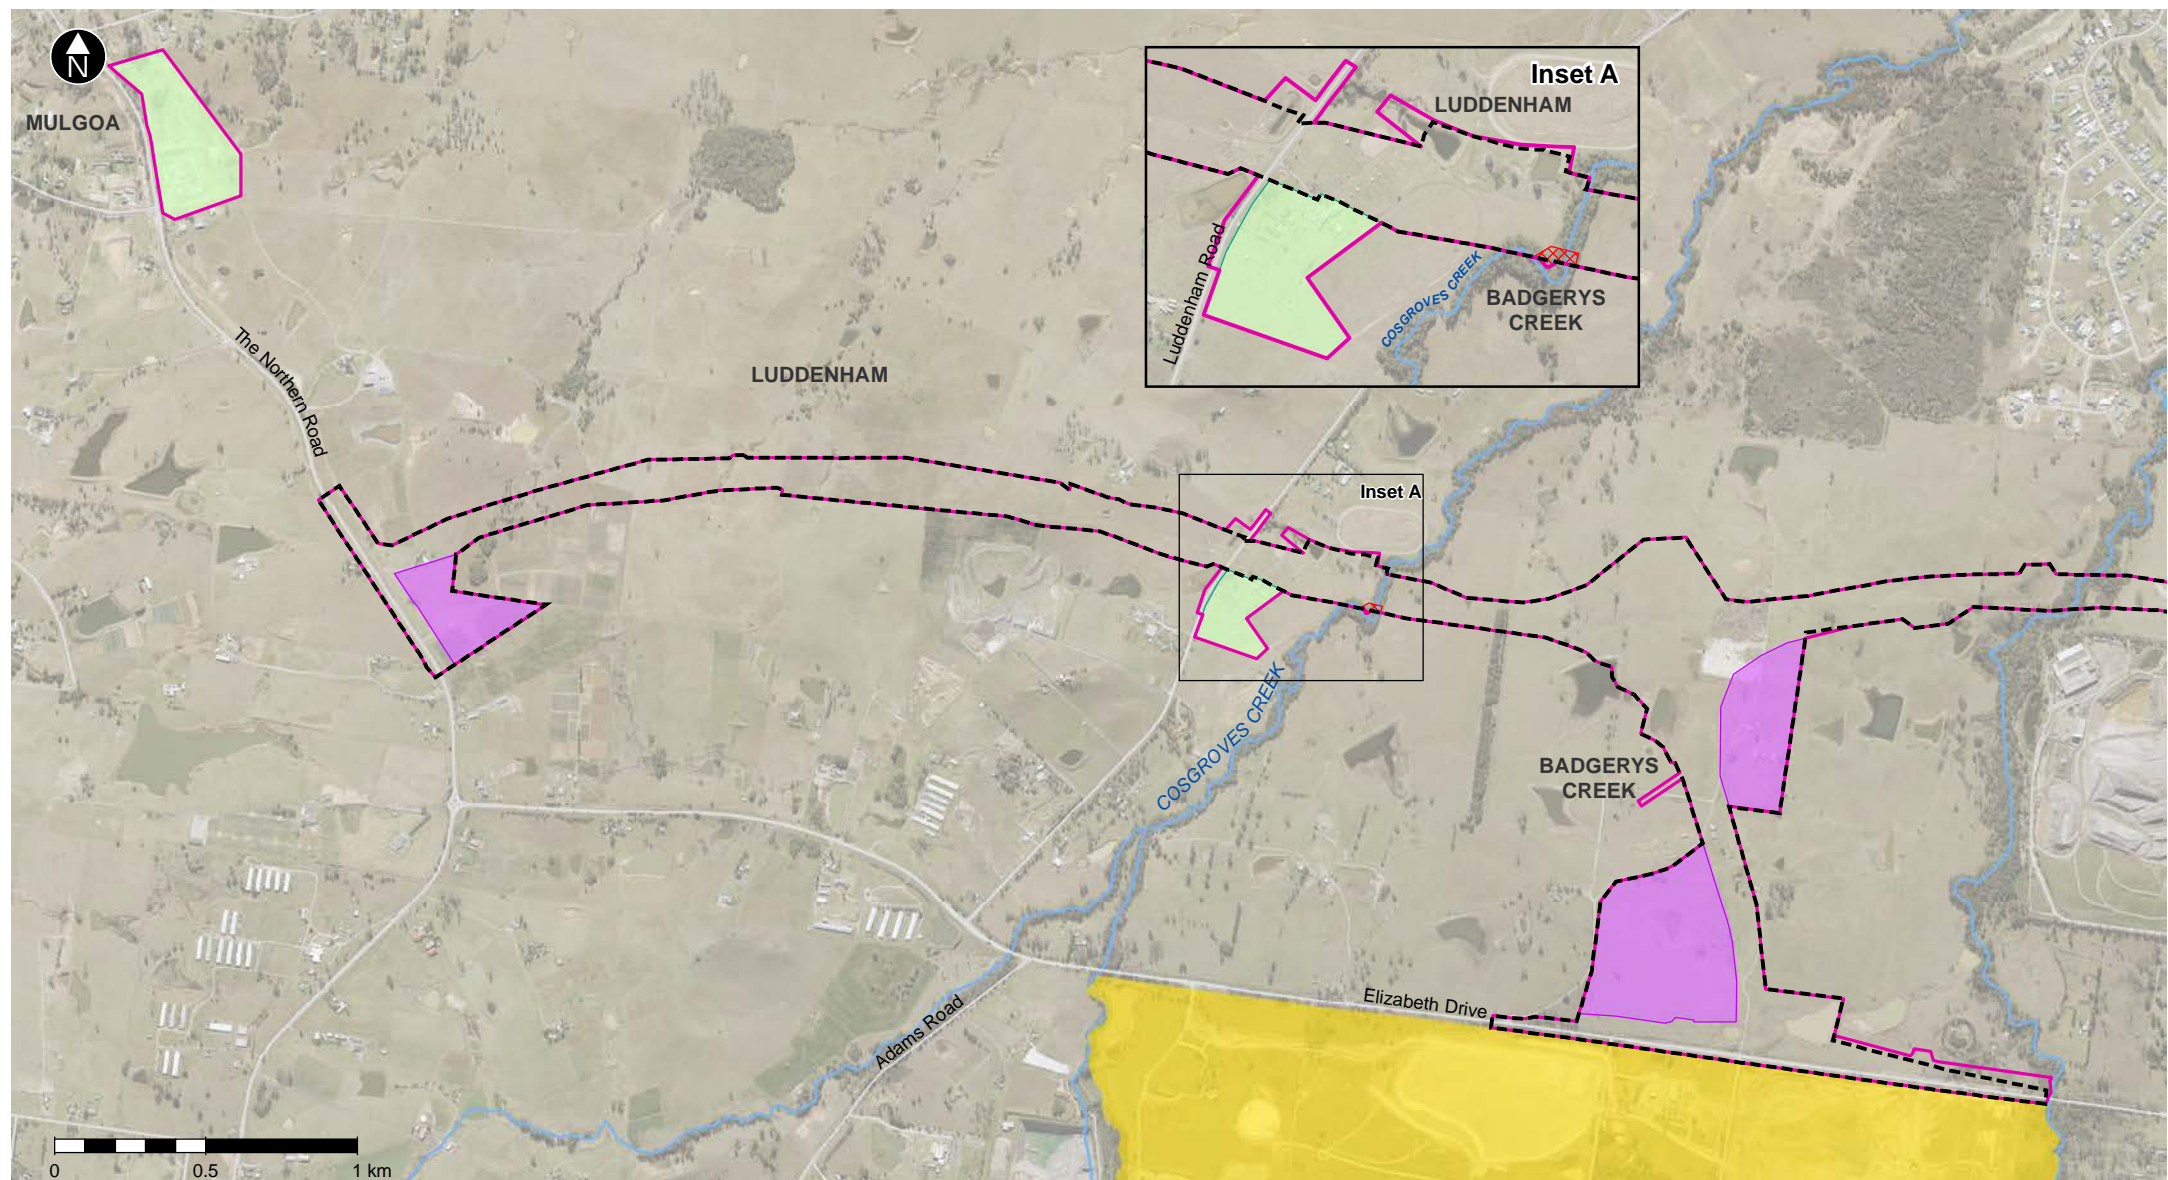 N
MULGOA
Inset A
LUDDENHAM
Luddenham Road
COSGROVES CREEK
BADGERYS
CREEK
The Northern Road
LUDDENHAM
Inset A
COSGROVES CREEK
BADGERYS
CREEK
Elizabeth Drive
Adams Road
0 0.5 1 km